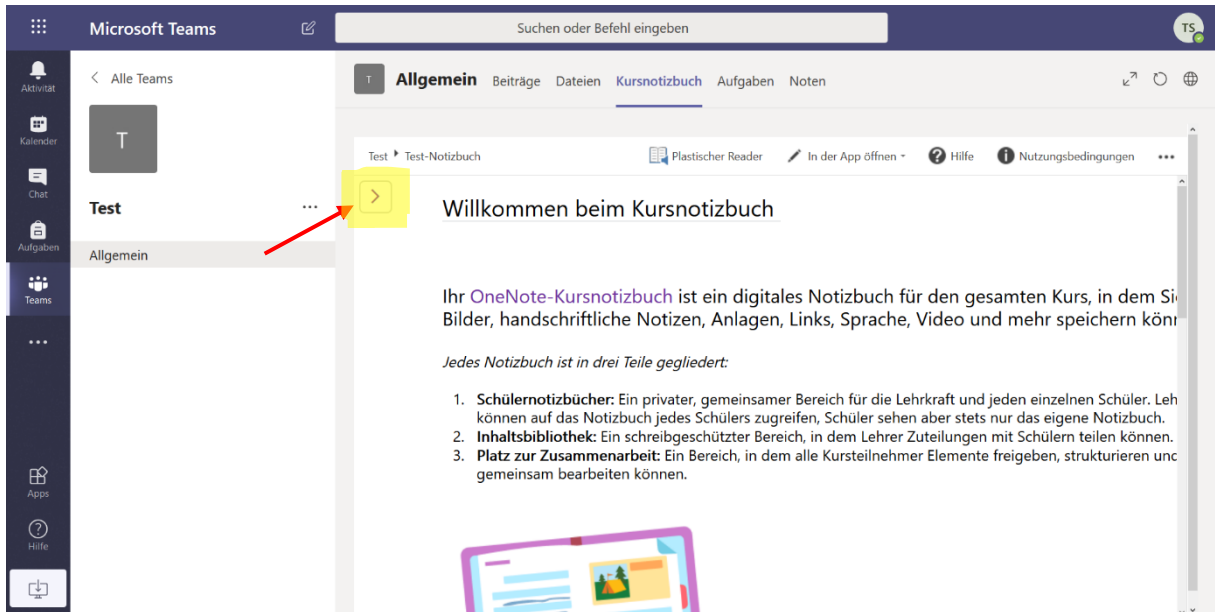 Microsoft Teams
Suchen oder Befehl eingeben
TS
Aktivität
Kalender
Chat
Aufgaben
Teams
Apps
Hilfe
Alle Teams
T
Test
Allgemein
T
Allgemein Beiträge Dateien Kursnotizbuch Aufgaben Noten
Test Test-Notizbuch Plastischer Reader In der App öffnen Hilfe Nutzungsbedingungen
Willkommen beim Kursnotizbuch
Ihr OneNote-Kursnotizbuch ist ein digitales Notizbuch für den gesamten Kurs, in dem Si
Bilder, handschriftliche Notizen, Anlagen, Links, Sprache, Video und mehr speichern könn
Jedes Notizbuch ist in drei Teile gegliedert:
1. Schülernotizbücher: Ein privater, gemeinsamer Bereich für die Lehrkraft und jeden einzelnen Schüler. Leh
können auf das Notizbuch jedes Schülers zugreifen, Schüler sehen aber stets nur das eigene Notizbuch.
2. Inhaltsbibliothek: Ein schreibgeschützter Bereich, in dem Lehrer Zuteilungen mit Schülern teilen können.
3. Platz zur Zusammenarbeit: Ein Bereich, in dem alle Kursteilnehmer Elemente freigeben, strukturieren und
gemeinsam bearbeiten können.